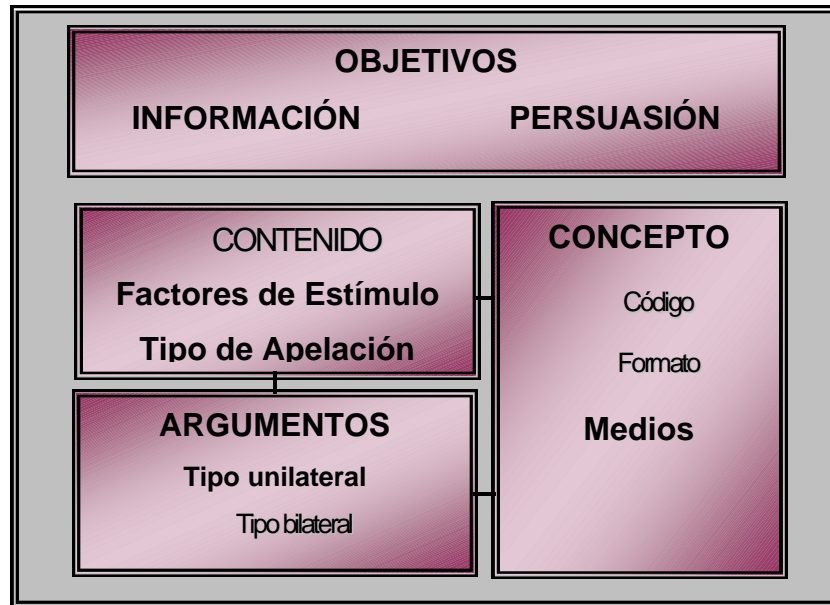 OBJETIVOS
INFORMACIÓN PERSUASIÓN
CONTENIDO
Factores de Estímulo
Tipo de Apelación
ARGUMENTOS
Tipo unilateral
Tipo bilateral
CONCEPTO
Código
Formato
Medios